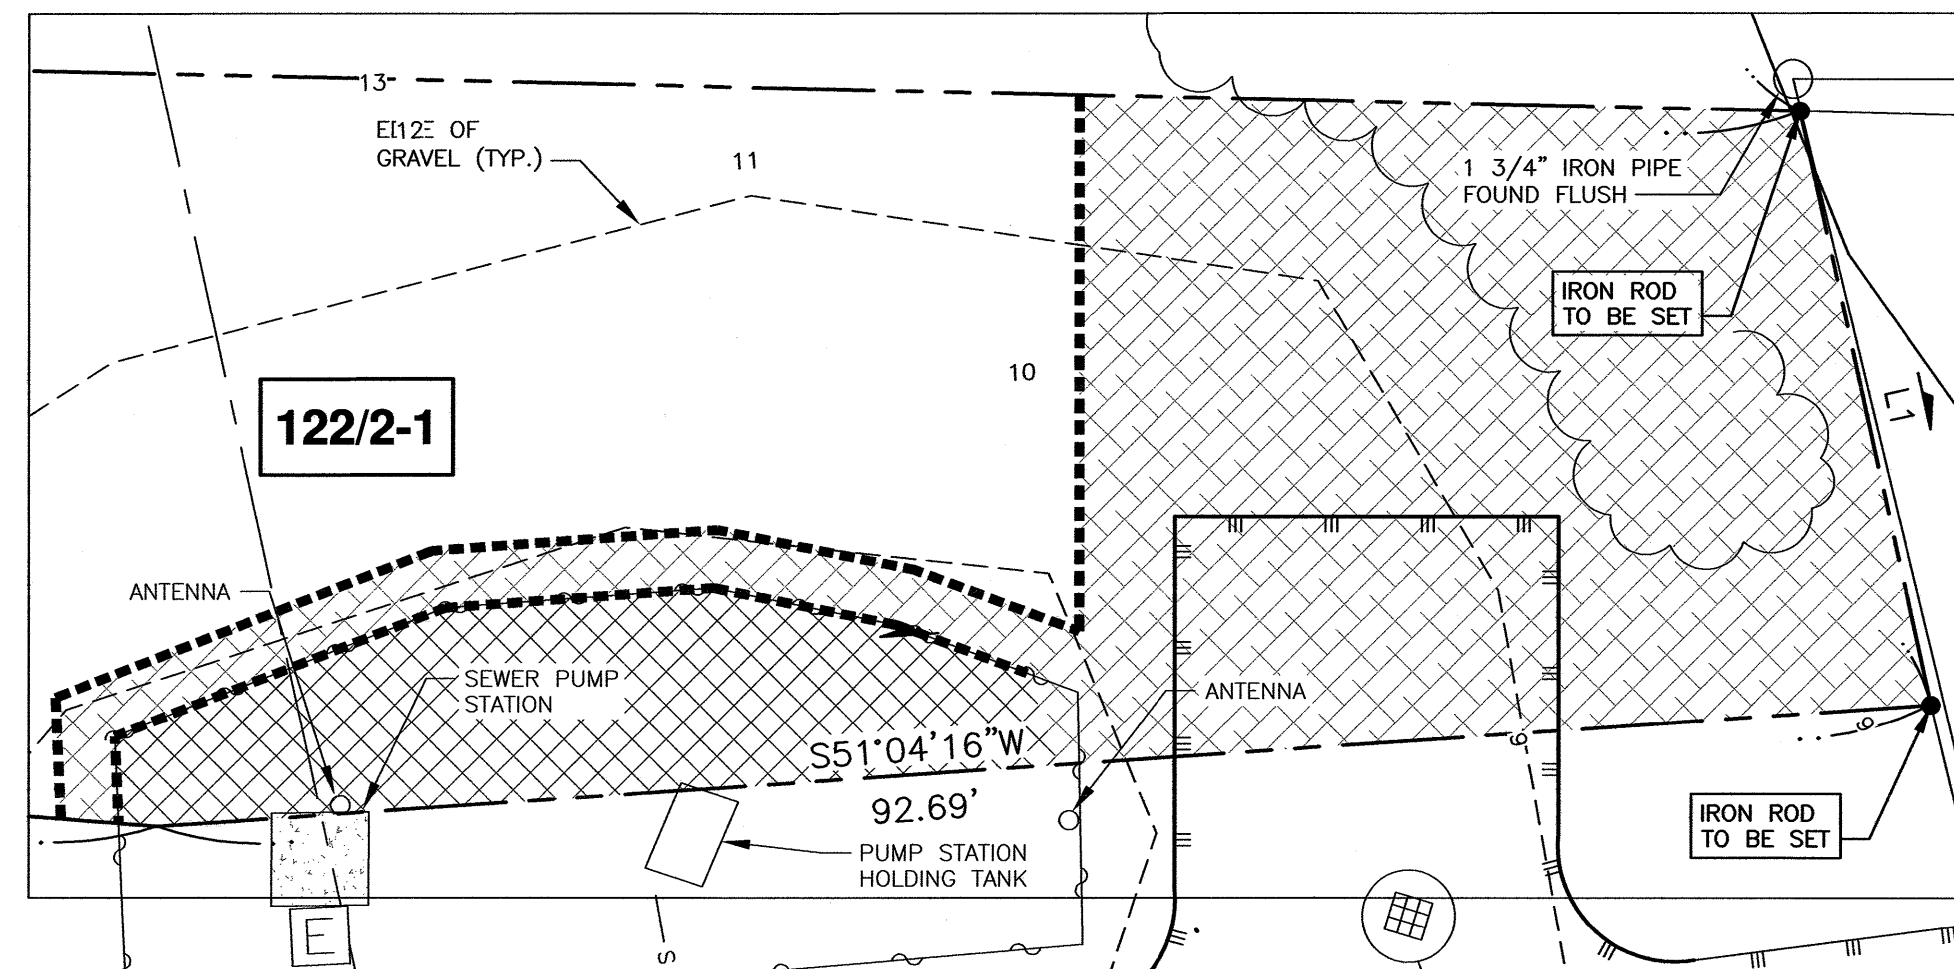 13
EI12E OF
GRAVEL (TYP.)
11
1 3/4" IRON PIPE
FOUND FLUSH
IRON ROD
TO BE SET
10
L1
122/2-1
ANTENNA
SEWER PUMP
STATION
ANTENNA
S51°04'16"W
92.69'
9
9
PUMP STATION
HOLDING TANK
IRON ROD
TO BE SET
E
S